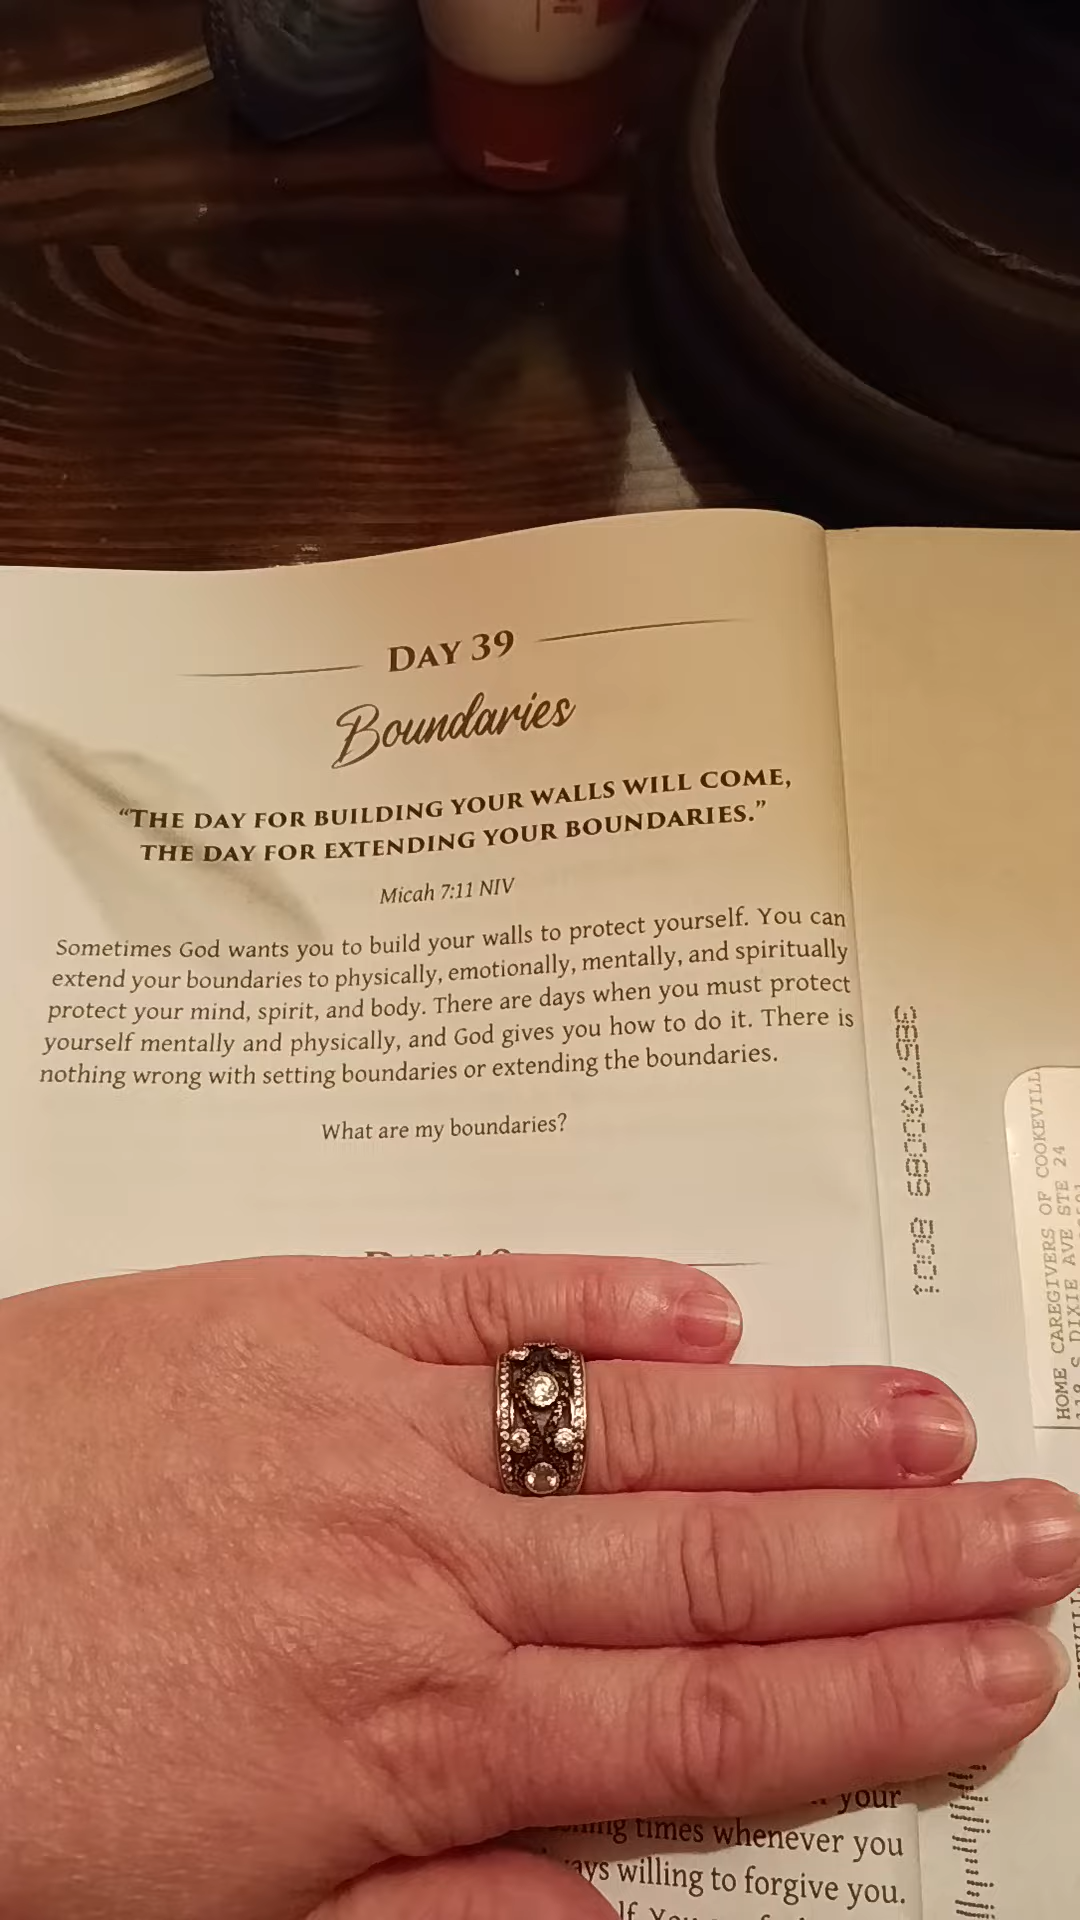 DAY 39
Boundaries
“THE DAY FOR BUILDING YOUR WALLS WILL COME,
THE DAY FOR EXTENDING YOUR BOUNDARIES.”
Micah 7:11 NIV
Sometimes God wants you to build your walls to protect yourself. You can
extend your boundaries to physically, emotionally, mentally, and spiritually
protect your mind, spirit, and body. There are days when you must protect
yourself mentally and physically, and God gives you how to do it. There is
nothing wrong with setting boundaries or extending the boundaries.
What are my boundaries?
your
times whenever you
willing to forgive you.
HOME CAREGIVERS OF COOKEVILL
S DIXIE AVE STE 24